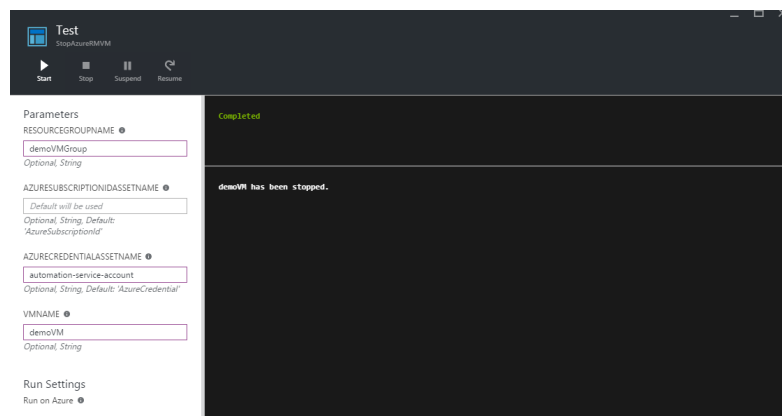 Test
StopAzureRMVM
Start Stop Suspend Resume
Parameters
RESOURCEGROUPNAME
demoVMGroup
Optional, String
AZURESUBSCRIPTIONIDASSETNAME
Default will be used
Optional, String, Default:
'AzureSubscriptionId'
AZURECREDENTIALASSETNAME
automation-service-account
Optional, String, Default: 'AzureCredential'
VMNAME
demoVM
Optional, String
Run Settings
Run on Azure
Completed
demoVM has been stopped.